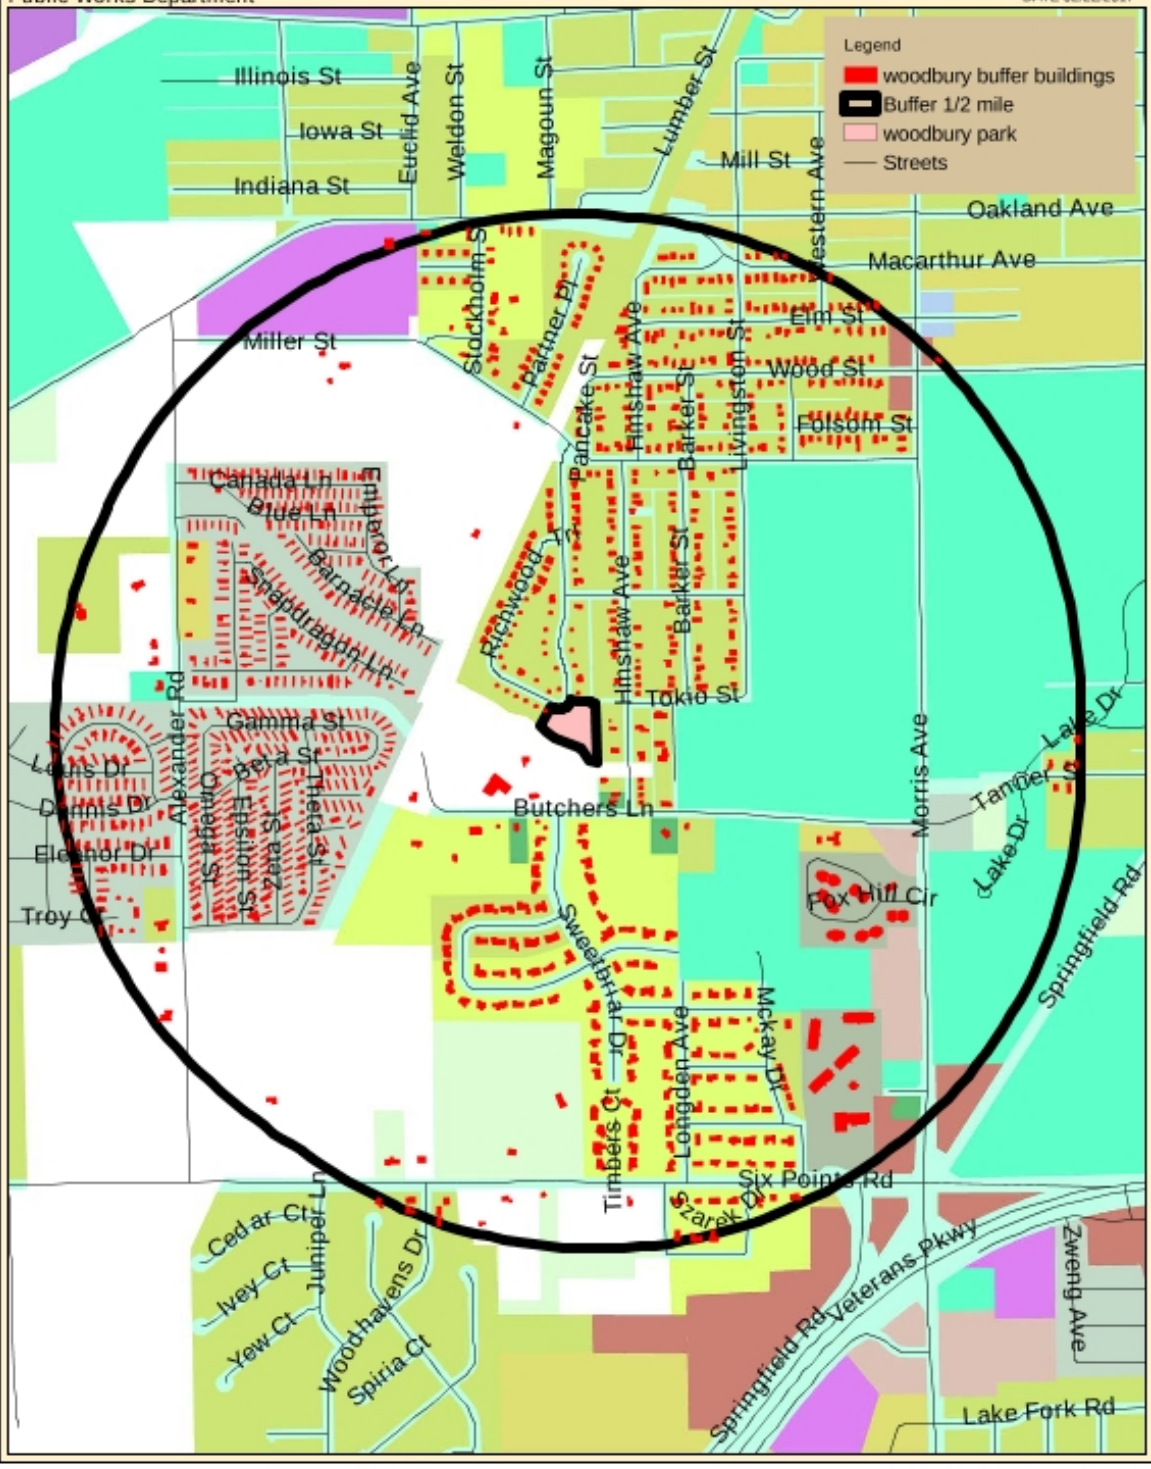 Public Works Department
Legend
woodbury buffer buildings
Buffer 1/2 mile
woodbury park
Streets
Illinois St
Iowa St
Indiana St
Euclid Ave
Weldon St
Magoun St
Lumber St
Mill St
estern Ave
Oakland Ave
Macarthur Ave
Miller St
Stockholm S
Partner Pl
Pancake St
Hinshaw Ave
Barker St
Livingston St
Elm St
Wood St
Folsom St
Canada Ln
Blue Ln
Emperor Ln
Barnacle Ln
Snapdragon Ln
Richwood Trl
Hinshaw Ave
Barker St
Tokio St
Alexander Rd
Gamma St
Beta St
Louis Dr
Dennis Dr
Eleanor Dr
Troy Ct
Omega St
Epsilon St
Zeta St
Theta St
Butchers Ln
Morris Ave
Lake Dr
Tanner St
Lake Dr
Fox Hill Cir
Springfield Rd
Sweetbriar Dr
Longden Ave
Mckay Dr
Timbers Ct
Six Points Rd
Szarek Dr
Cedar Ct
Juniper Ln
Ivey Ct
Yew Ct
Woodhavens Dr
Spiria Ct
Veterans Pkwy
Springfield Rd
Zweng Ave
Lake Fork Rd